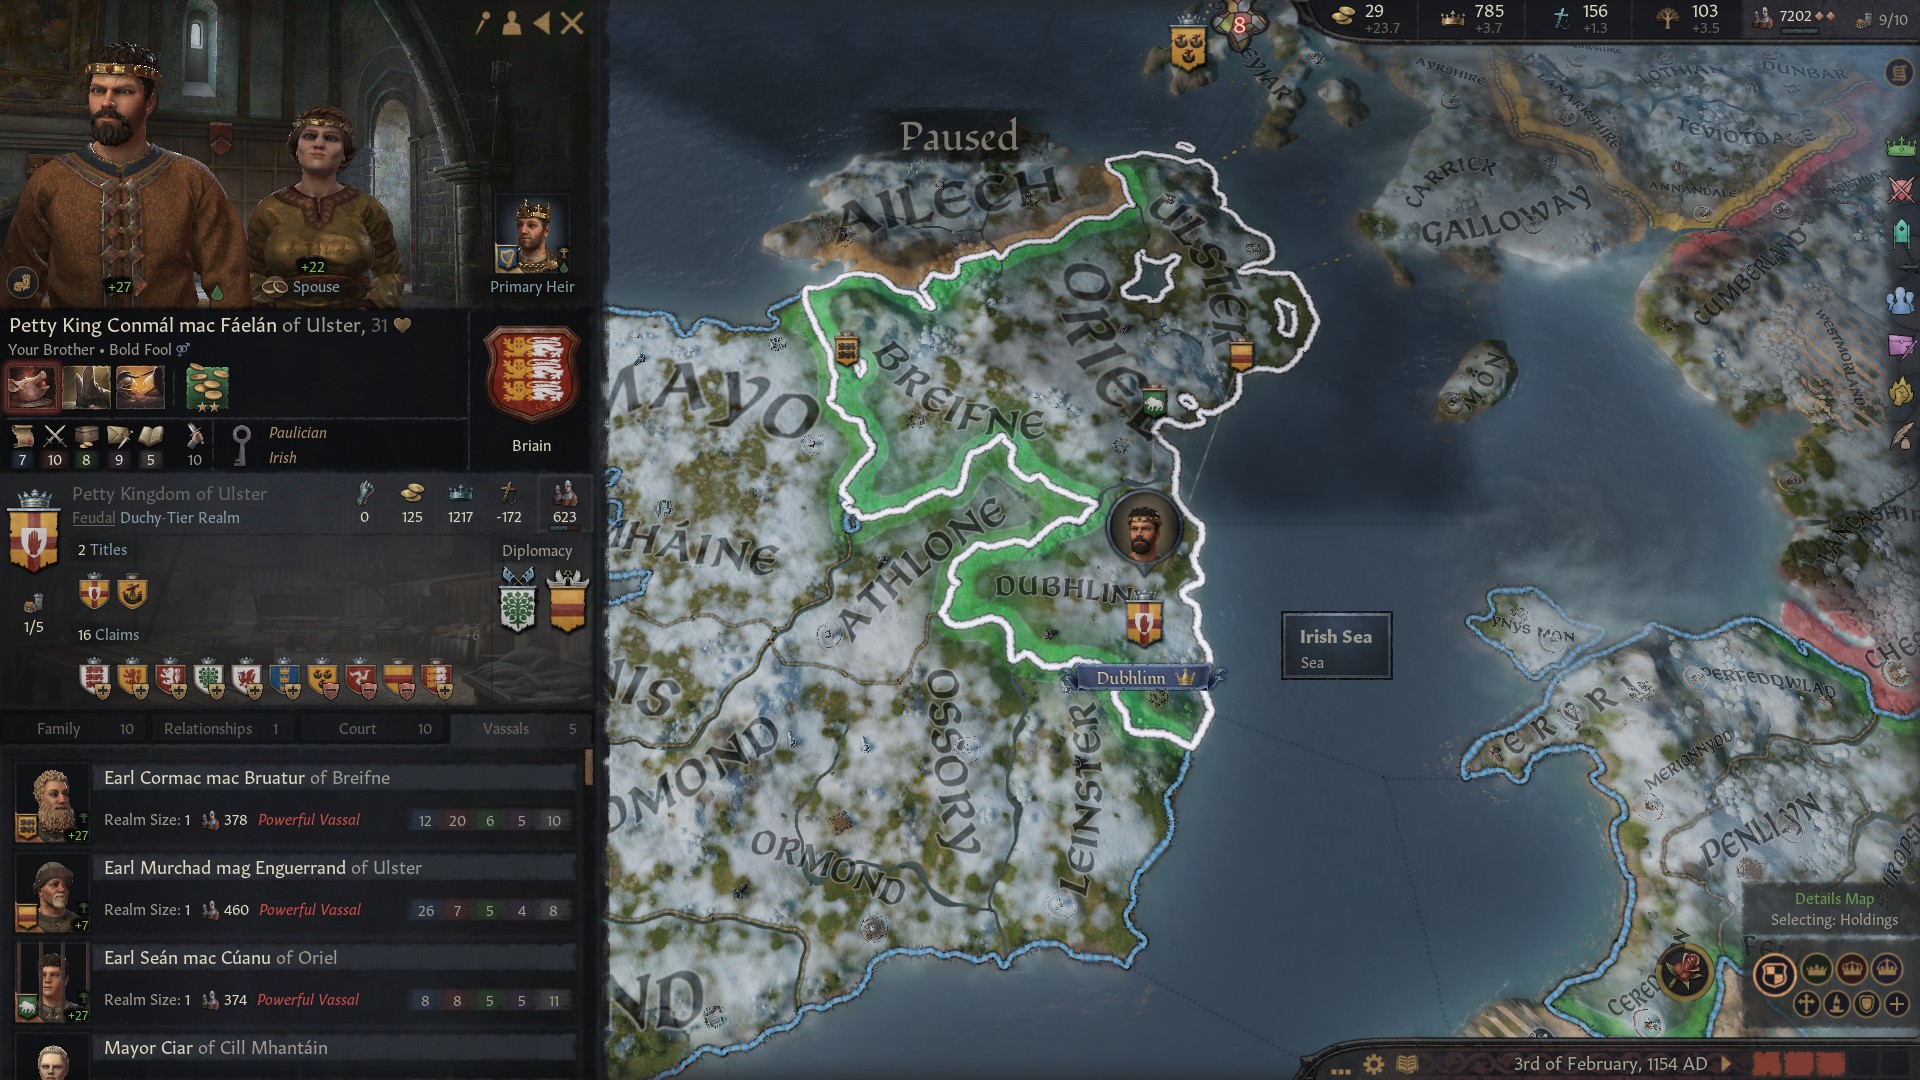 29
+23.7
785
+3.7
156
+1.3
103
+3.5
7202
9/10
8
Paused
+27
+22
Spouse
Primary Heir
Petty King Conmál mac Fáelán of Ulster, 31
Your Brother • Bold Fool
7 10 8 9 5 10
Paulician
Irish
Briain
Petty Kingdom of Ulster
Feudal Duchy-Tier Realm
0 125 1217 -172 623
2 Titles
Diplomacy
1/5
16 Claims
+6
Family 10
Relationships 1
Court 10
Vassals 5
Earl Cormac mac Bruatur of Breifne
Realm Size: 1 378 Powerful Vassal 12 20 6 5 10
+27
Earl Murchad mag Enguerrand of Ulster
Realm Size: 1 460 Powerful Vassal 26 7 5 4 8
+7
Earl Seán mac Cúanu of Oriel
Realm Size: 1 374 Powerful Vassal 8 8 5 5 11
+27
Mayor Ciar of Cill Mhantáin
AILECH
ULSTER
ORIEL
BREIFNE
MAYO
ATHLONE
DUBHLIN
Dubhlinn
OSSORY
LEINSTER
ORMOND
Irish Sea
Sea
EYJAR
AYRSHIRE
LANARKSHIRE
LOTHIAN
DUNBAR
TEVIOTDALE
CARRICK
GALLOWAY
ANNANDALE
CUMBERLAND
WESTMORLAND
MÖN
LANCASHIR
YNYS MÔN
PERFEDDWLAD
MERIONNYDD
PENLLYN
Details Map
Selecting: Holdings
3rd of February, 1154 AD